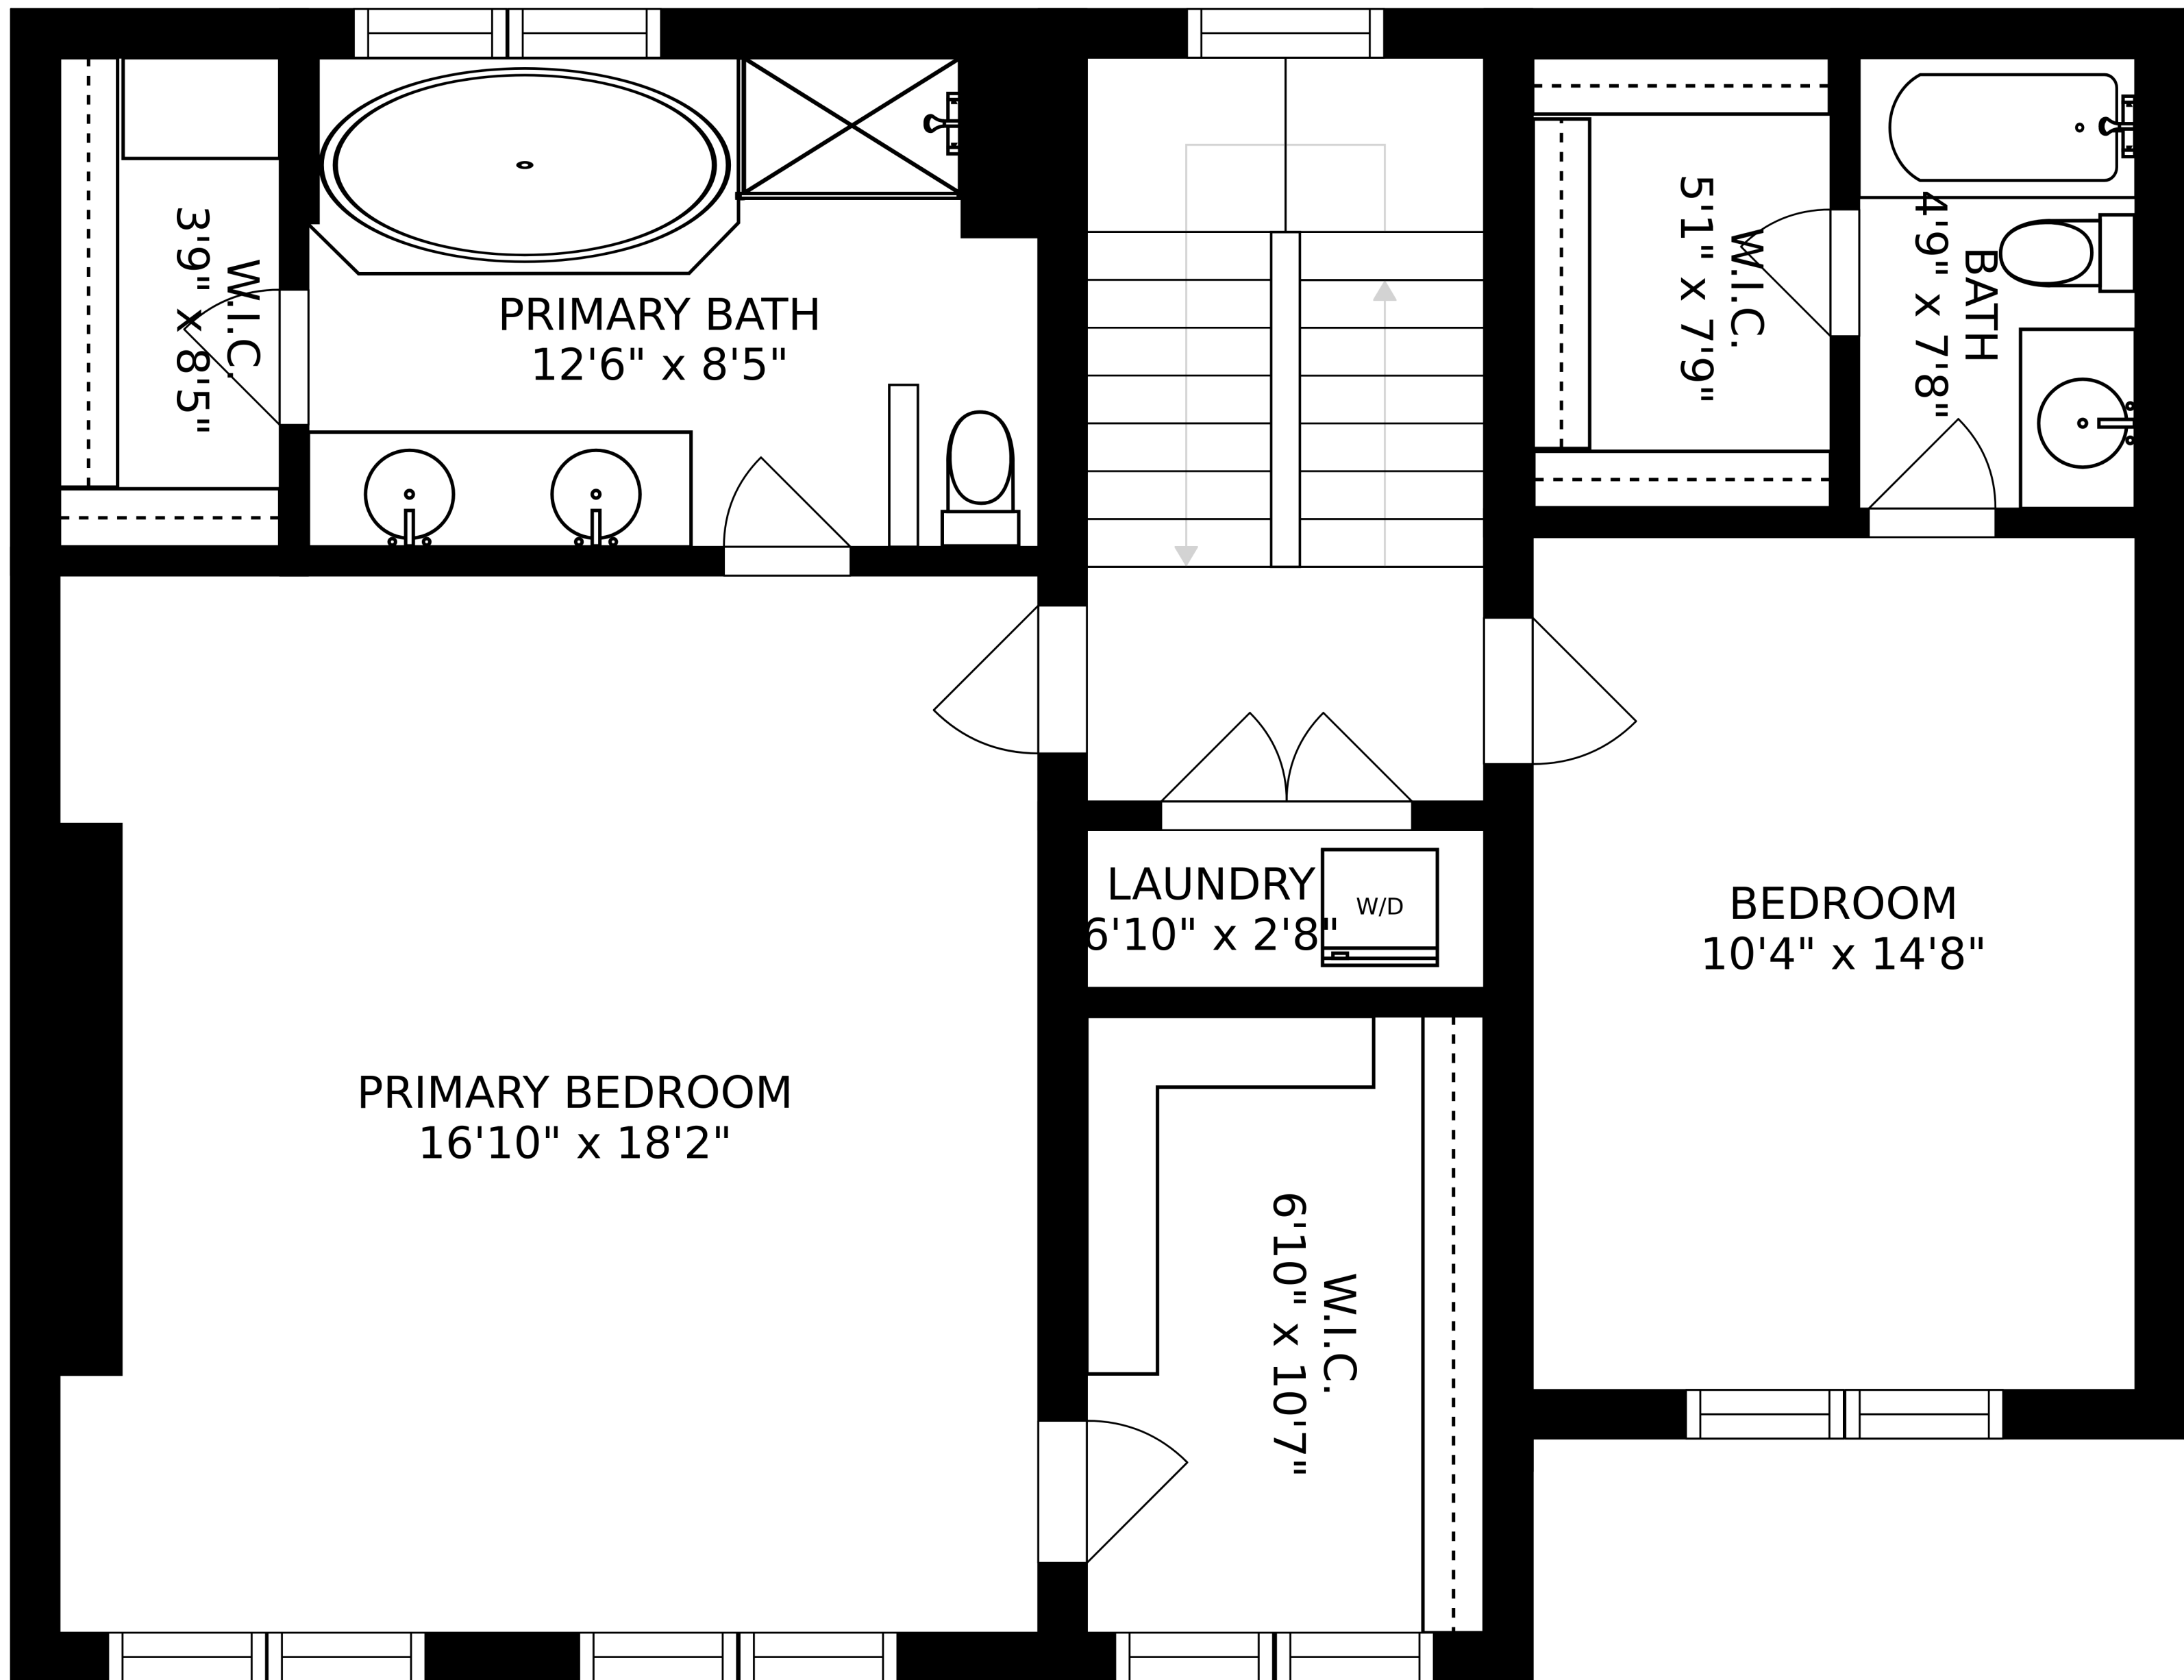 W.I.C.
3'9" x 8'5"
PRIMARY BATH
12'6" x 8'5"
W.I.C.
5'1" x 7'9"
BATH
4'9" x 7'8"
LAUNDRY
6'10" x 2'8"
W/D
BEDROOM
10'4" x 14'8"
PRIMARY BEDROOM
16'10" x 18'2"
W.I.C.
6'10" x 10'7"